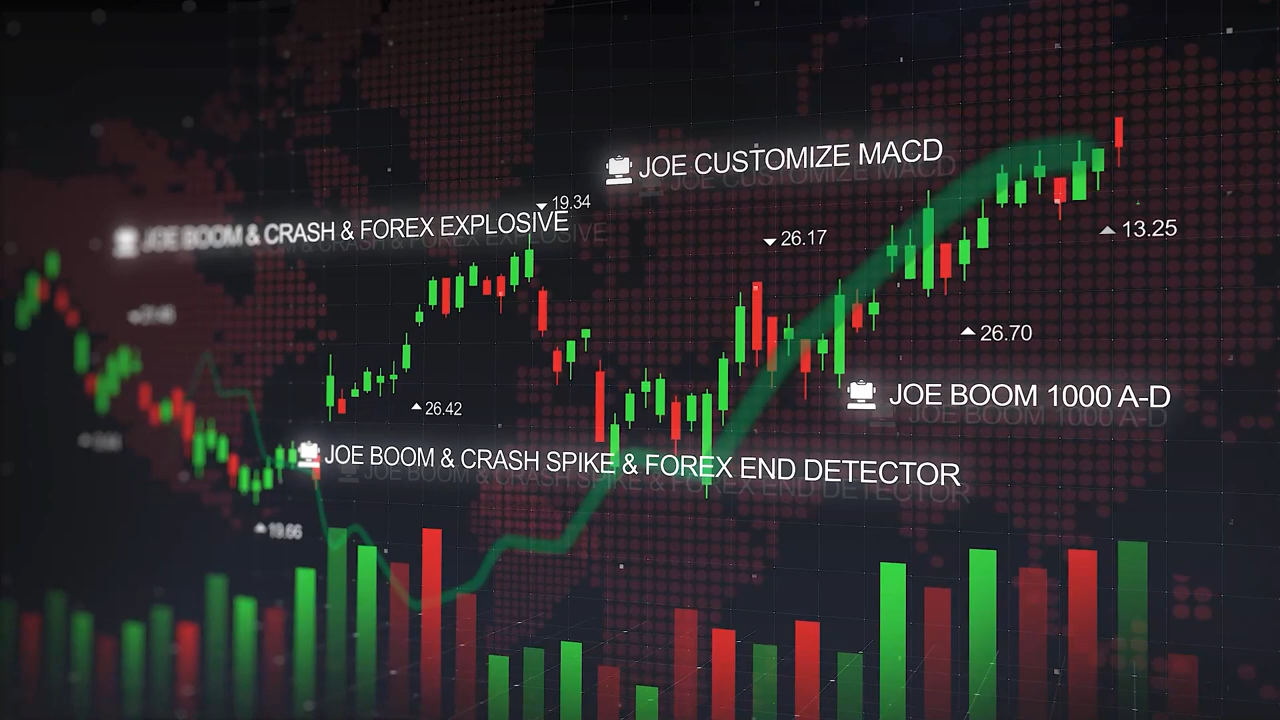 JOE CUSTOMIZE MACD
19.34
JOE BOOM & CRASH & FOREX EXPLOSIVE
26.17
13.25
26.70
JOE BOOM 1000 A-D
26.42
JOE BOOM & CRASH SPIKE & FOREX END DETECTOR
19.66